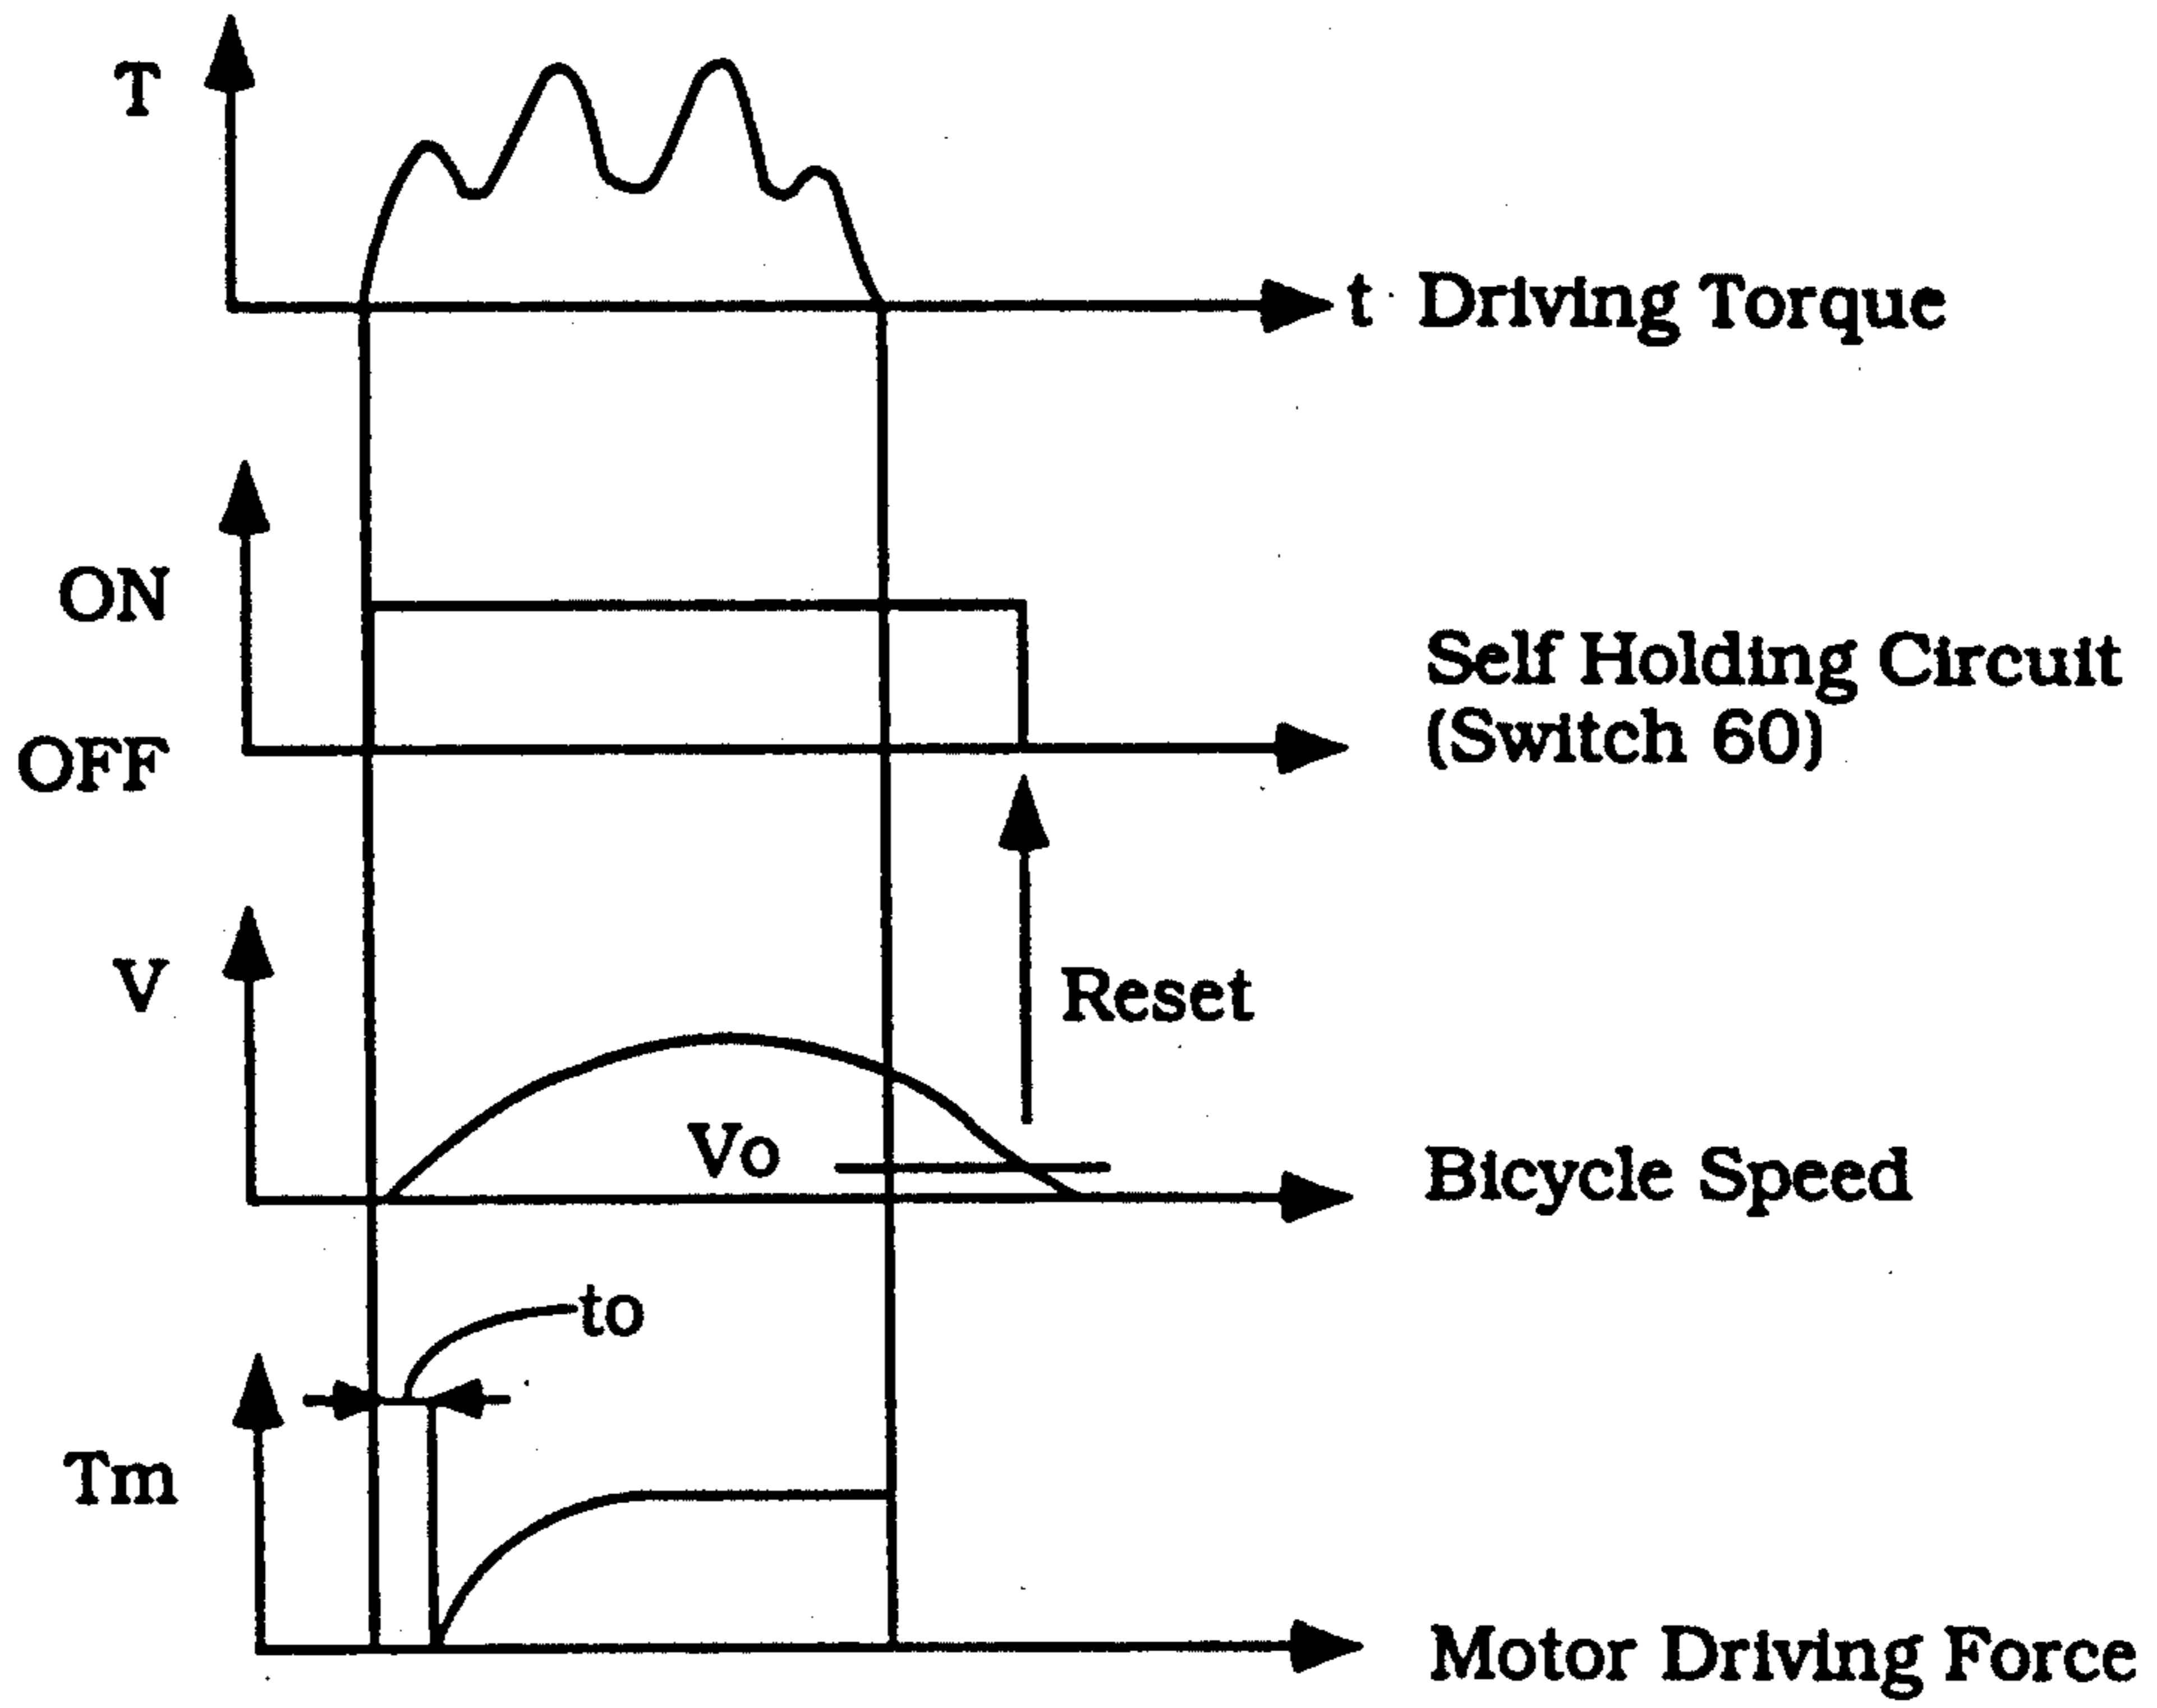 T
t Driving Torque
ON
OFF
Self Holding Circuit
(Switch 60)
V
Reset
Vo
Bicycle Speed
to
Tm
Motor Driving Force